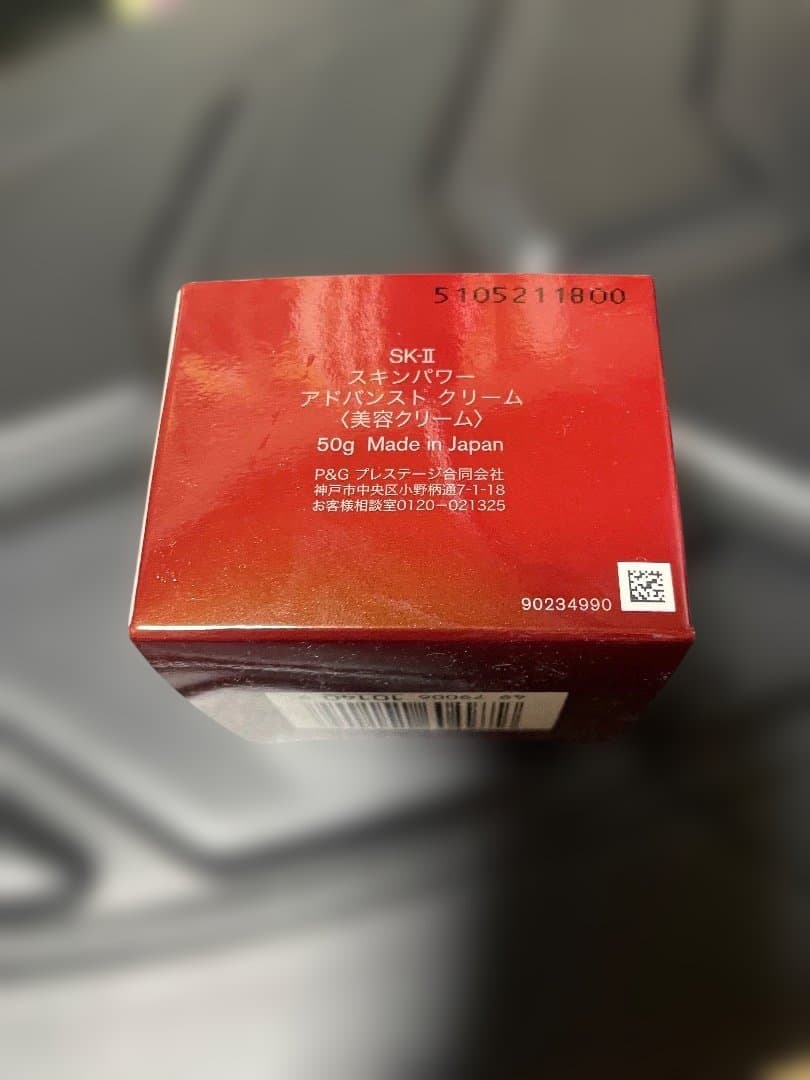 5105211800
SK-II
スキンパワー
アドバンスト クリーム
〈美容クリーム〉
50g Made in Japan
P&G プレステージ合同会社
神戸市中央区小野柄通7-1-18
お客様相談室0120-021325
90234990